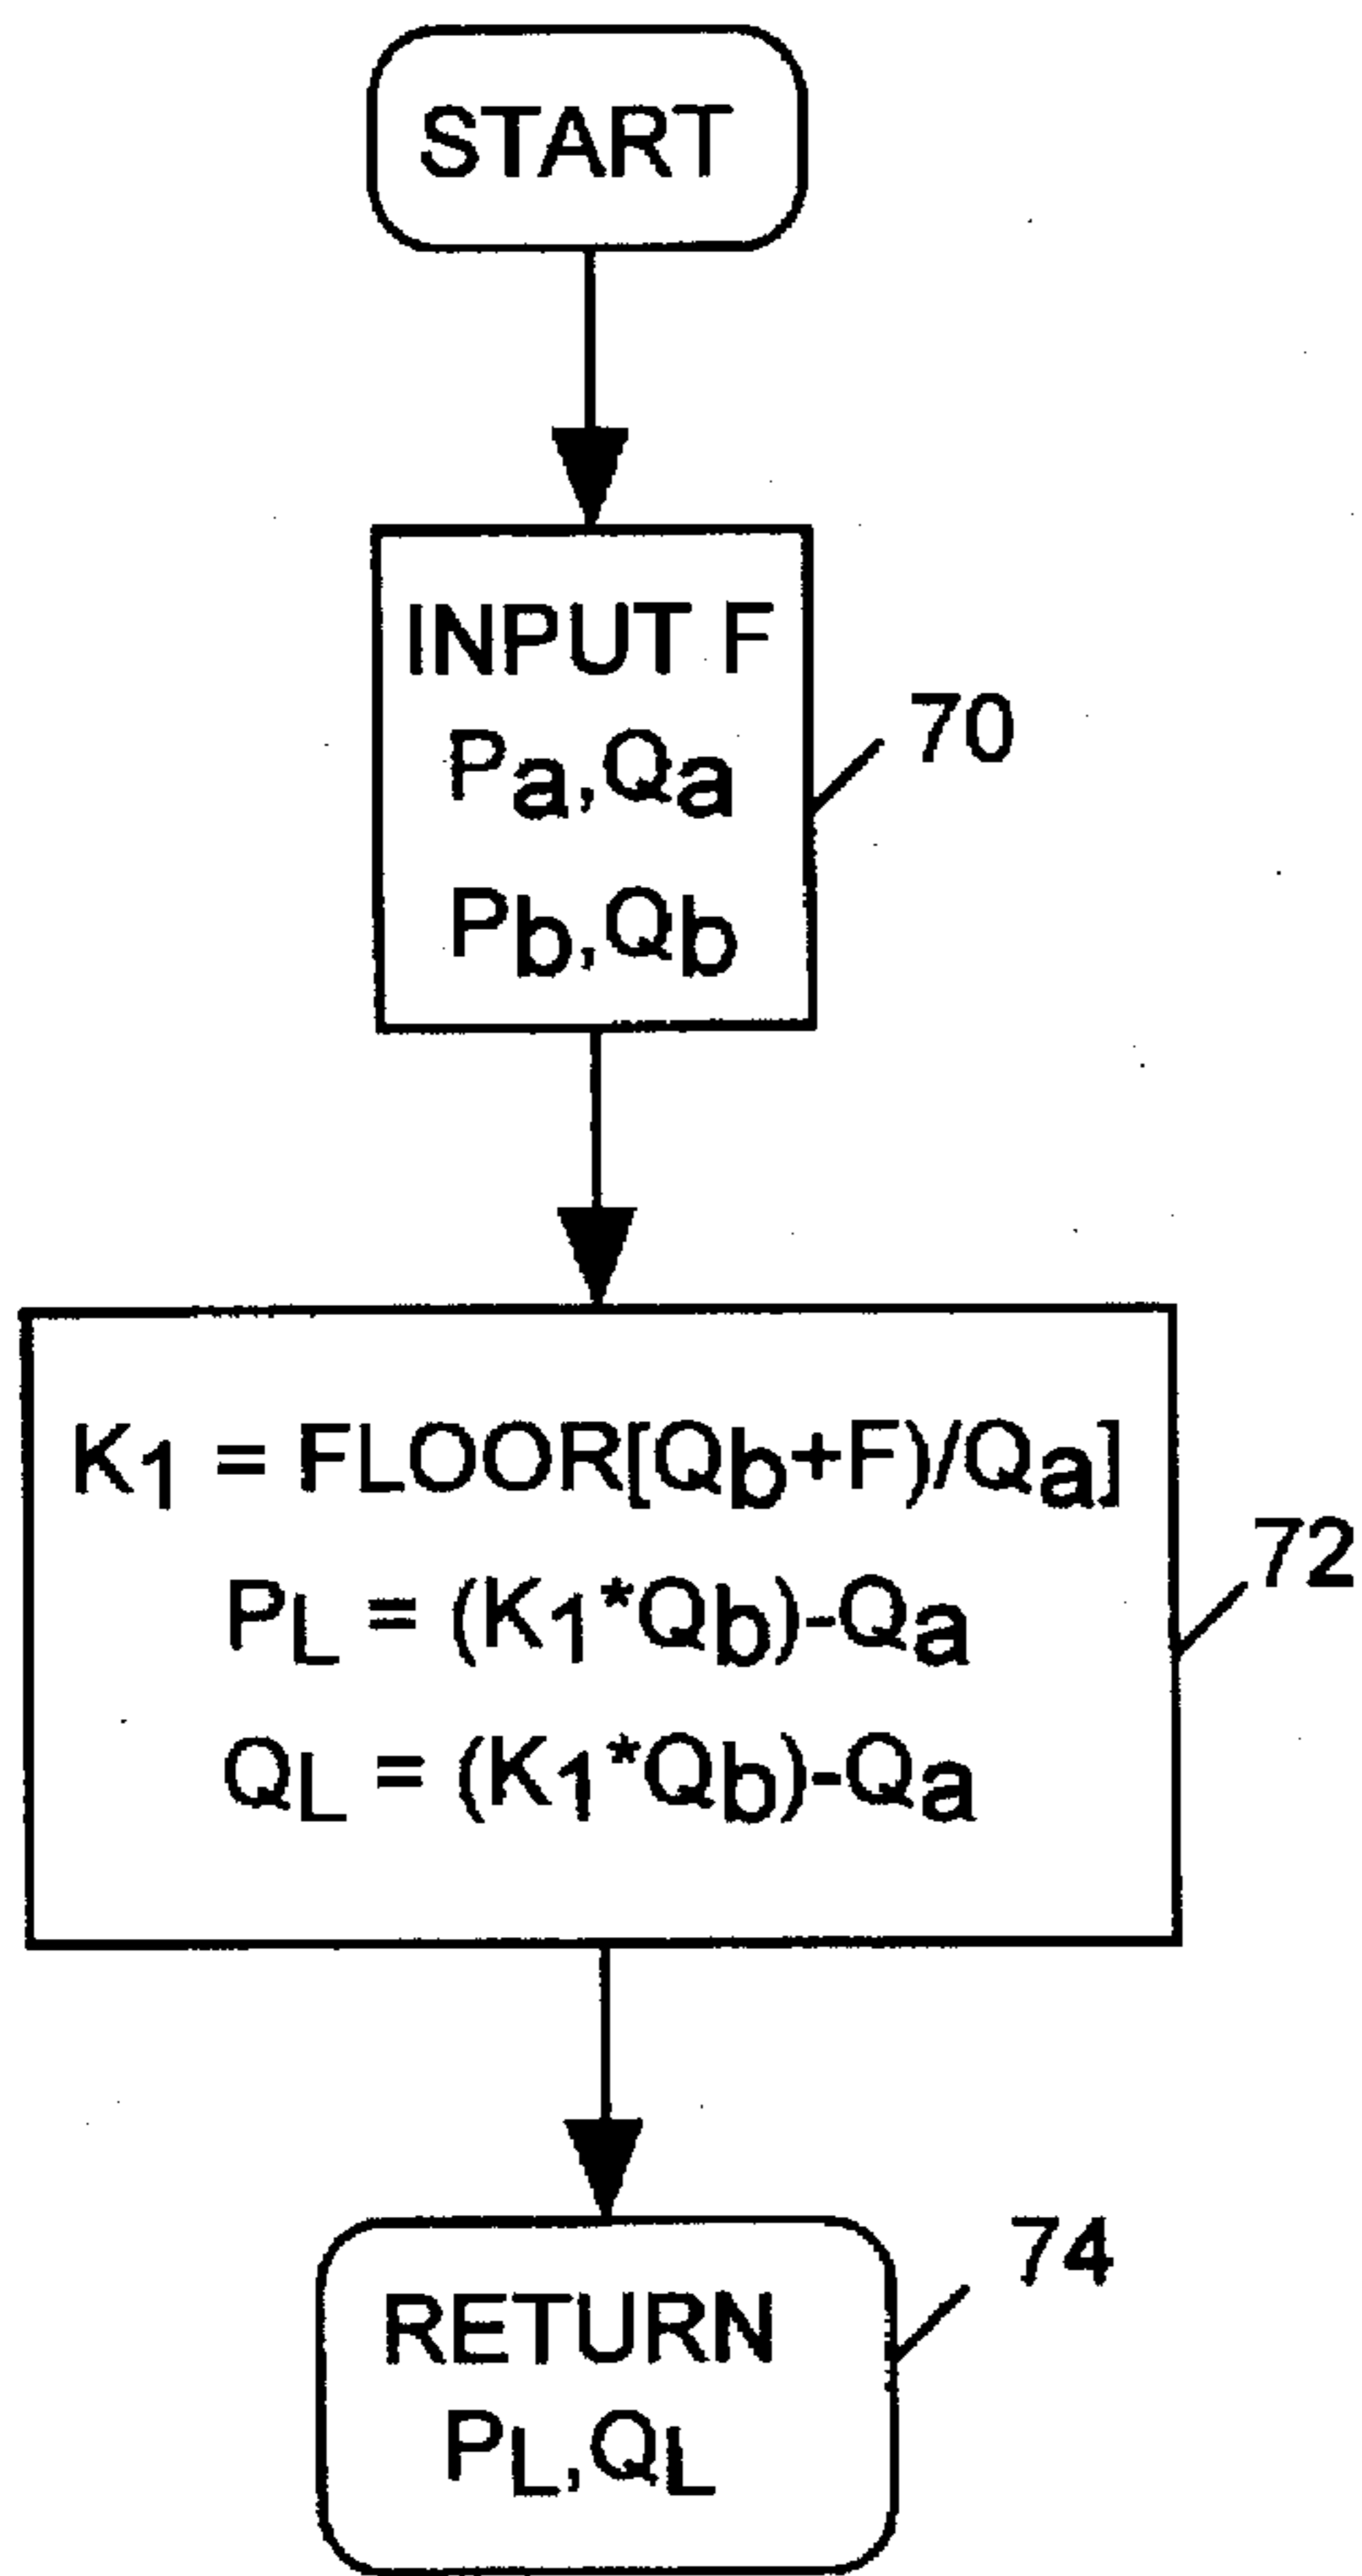 START
INPUT F
Pa,Qa
Pb,Qb
70
K1 = FLOOR[Qb+F)/Qa]
PL = (K1*Qb)-Qa
QL = (K1*Qb)-Qa
72
RETURN
PL,QL
74